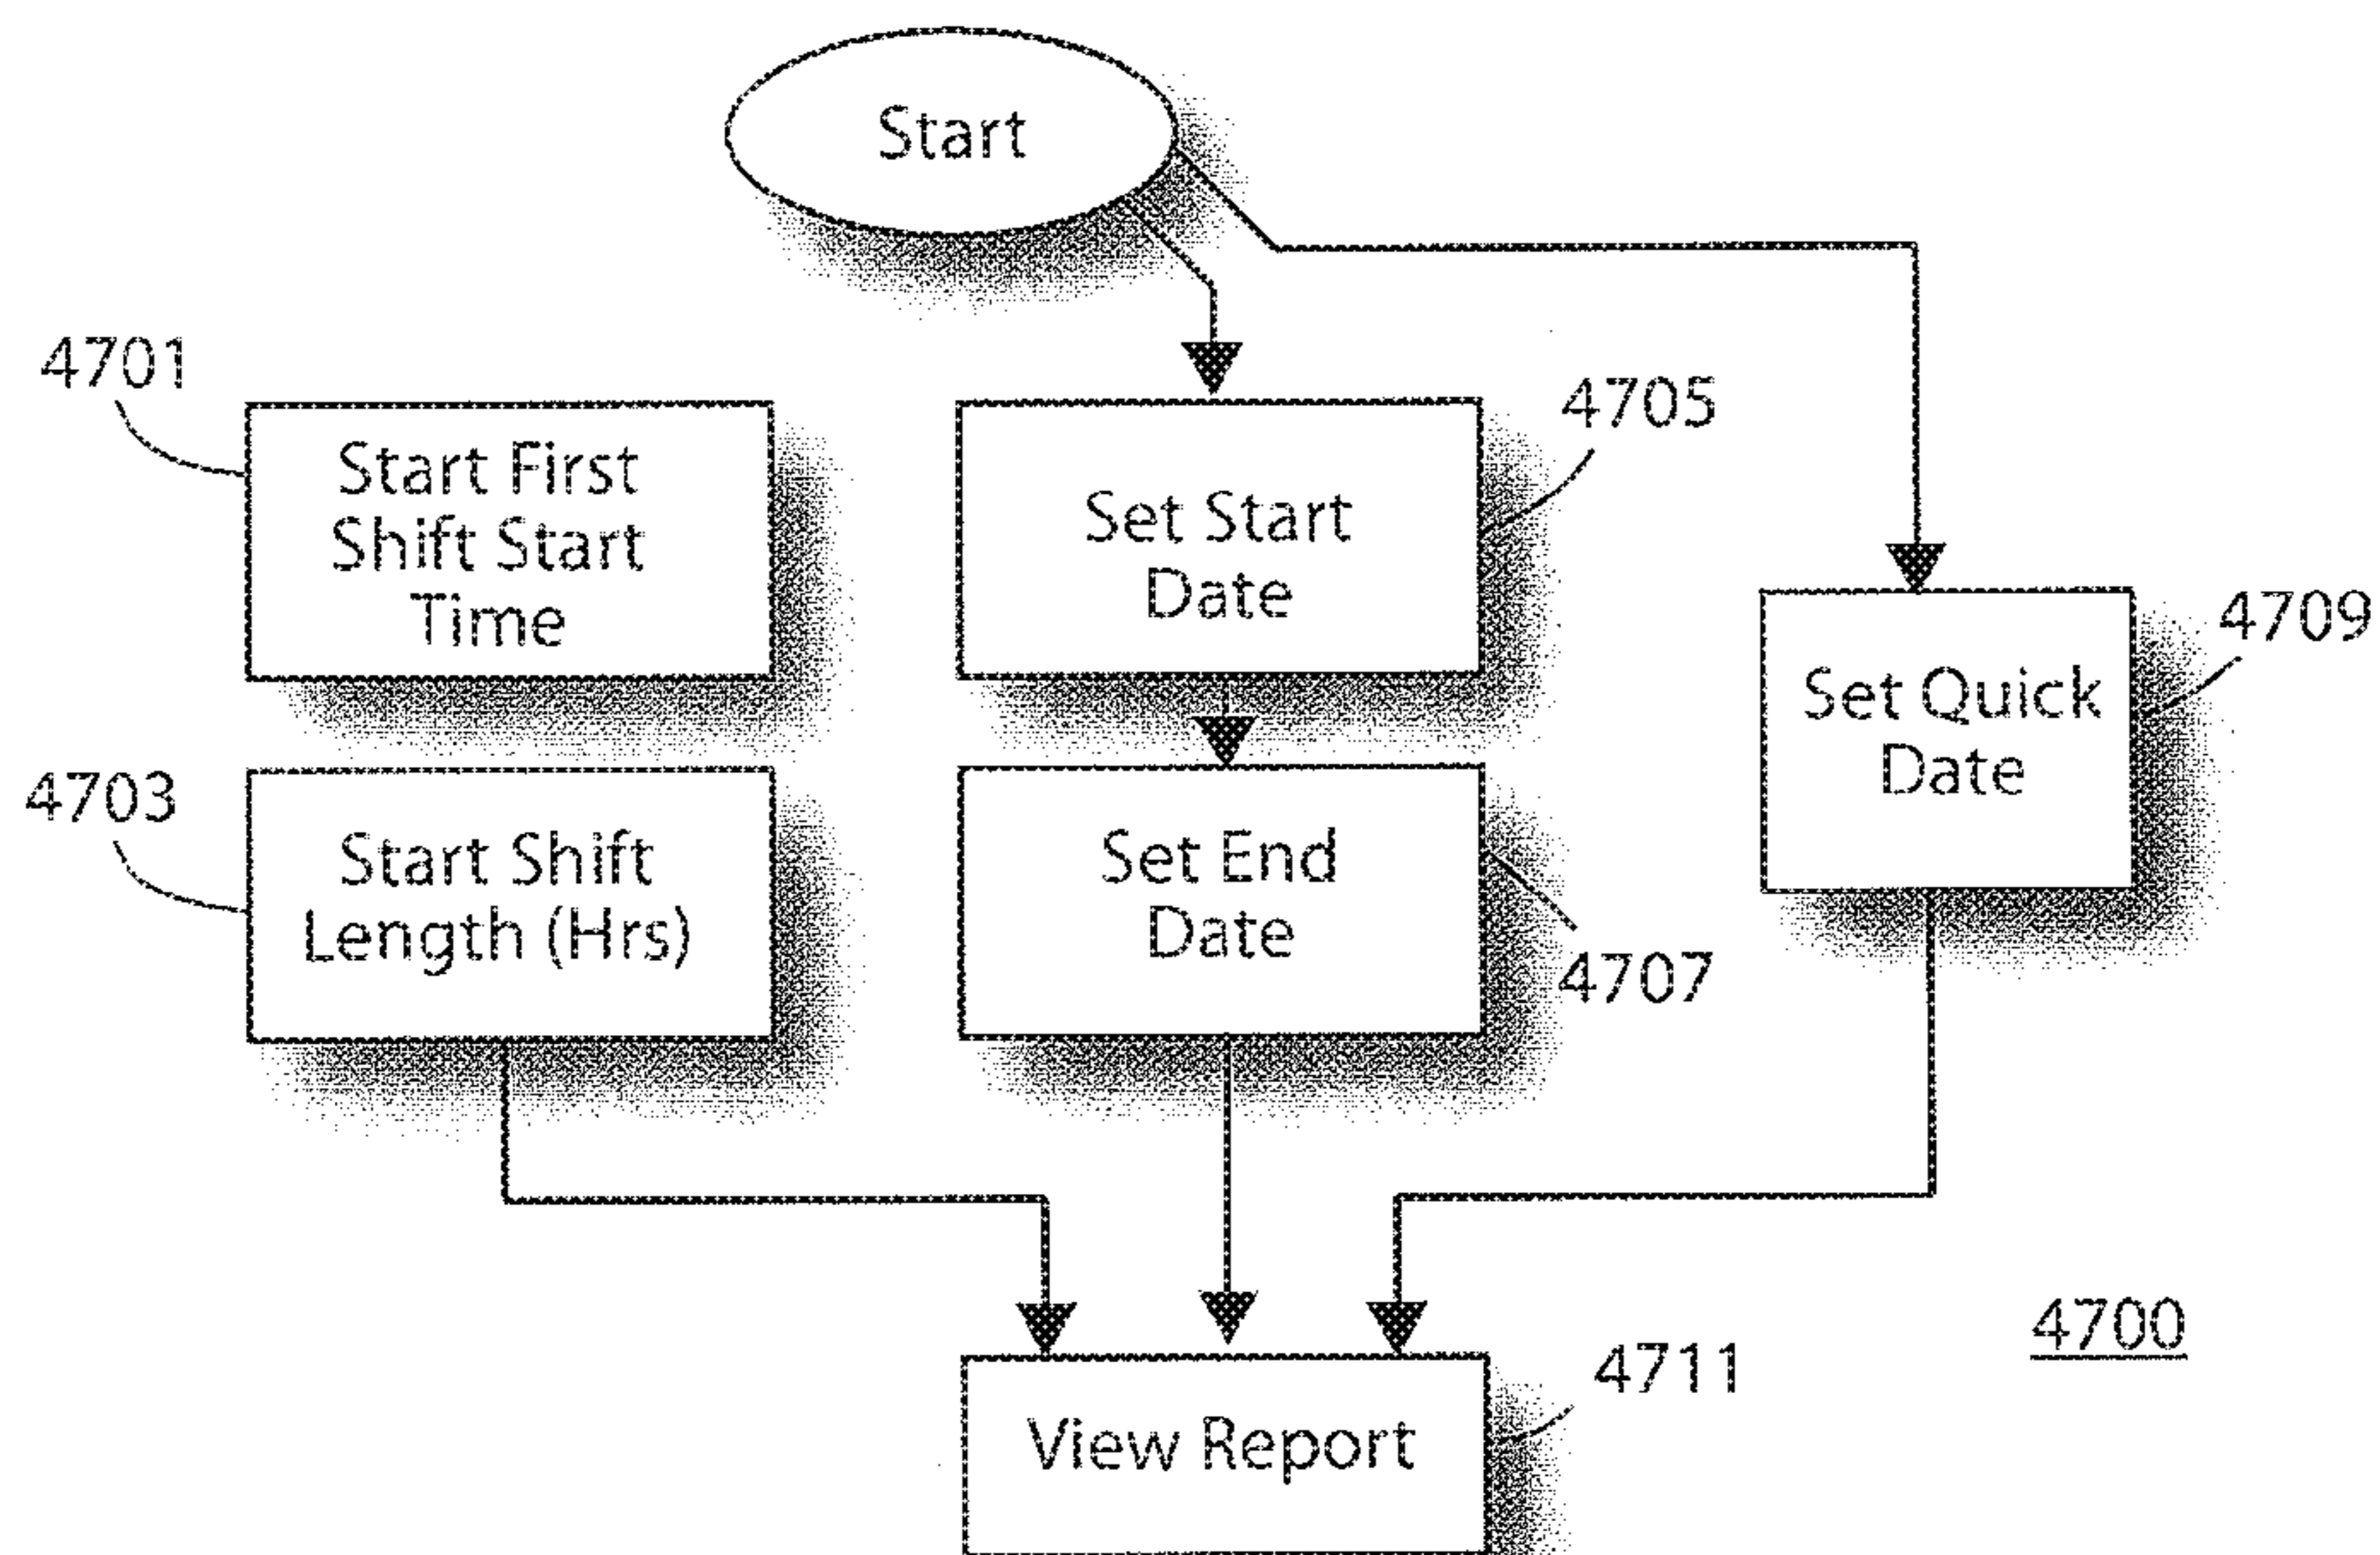 Start
4701
Start First
Shift Start
Time
4705
Set Start
Date
4709
Set Quick
Date
4703
Start Shift
Length (Hrs)
Set End
Date
4707
4700
4711
View Report